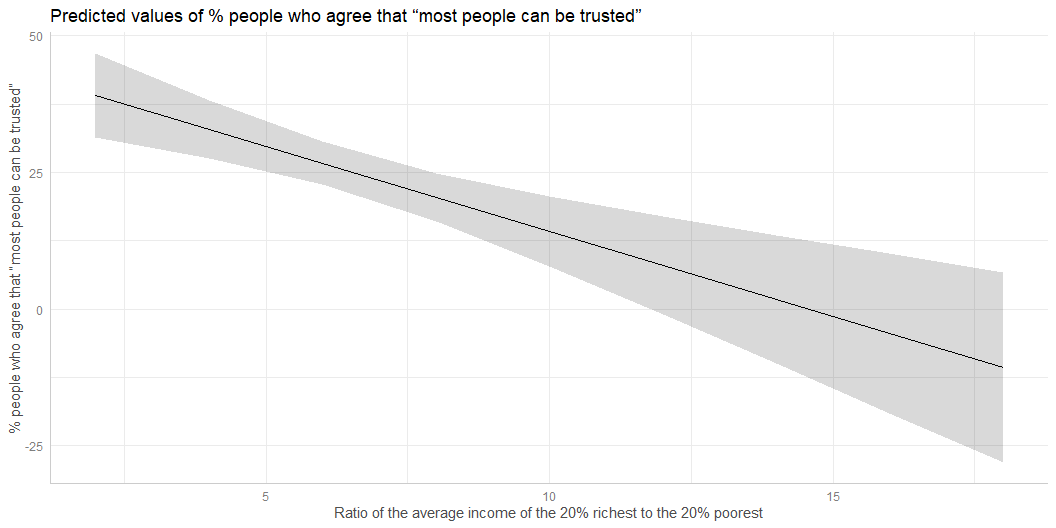 Predicted values of % people who agree that “most people can be trusted”
% people who agree that "most people can be trusted"
50
25
0
-25
5
10
15
Ratio of the average income of the 20% richest to the 20% poorest